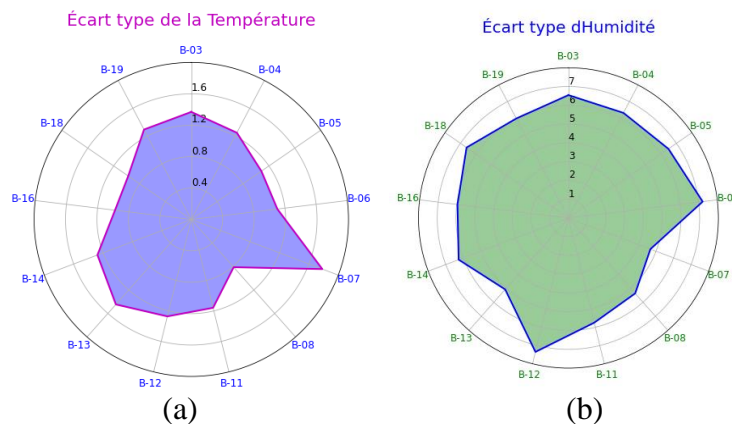 Écart type de la Température
B-03
B-04
B-05
B-06
B-07
B-08
B-11
B-12
B-13
B-14
B-16
B-18
B-19
1.6
1.2
0.8
0.4
(a)
Écart type dHumidité
B-03
B-04
B-05
B-0
B-07
B-08
B-11
B-12
B-13
B-14
B-16
B-18
B-19
7
6
5
4
3
2
1
(b)